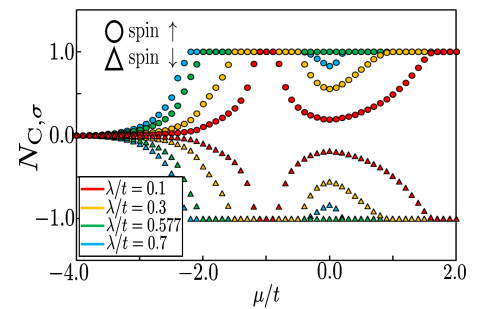 spin ↑
spin ↓
1.0
0.0
−1.0
N_C,σ
λ/t = 0.1
λ/t = 0.3
λ/t = 0.577
λ/t = 0.7
−4.0 −2.0 0.0 2.0
μ/t